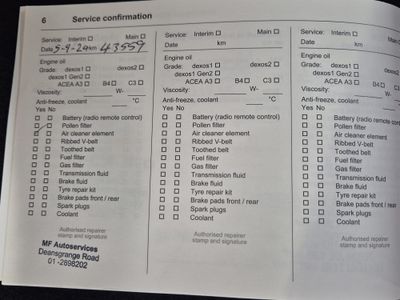 6 Service confirmation
Service: Interim ☐ Main ☐
Date 5-9-24 km 43559
Engine oil
Grade: dexos1 ☐ dexos2 ☐
dexos1 Gen2 ☐
ACEA A3 ☐ B4 ☐ C3 ☐
Viscosity: W-
Anti-freeze, coolant °C
Yes No
☐ ☐ Battery (radio remote control)
☐ ☐ Pollen filter
☐ ☐ Air cleaner element
☐ ☐ Ribbed V-belt
☐ ☐ Toothed belt
☐ ☐ Fuel filter
☐ ☐ Gas filter
☐ ☐ Transmission fluid
☐ ☐ Brake fluid
☐ ☐ Tyre repair kit
☐ ☐ Brake pads front / rear
☐ ☐ Spark plugs
☐ ☐ Coolant
Authorised repairer
stamp and signature
MF Autoservices
Deansgrange Road
01 -2898202
Service: Interim ☐ Main ☐
Date km
Engine oil
Grade: dexos1 ☐ dexos2 ☐
dexos1 Gen2 ☐
ACEA A3 ☐ B4 ☐ C3 ☐
Viscosity: W-
Anti-freeze, coolant °C
Yes No
☐ ☐ Battery (radio remote control)
☐ ☐ Pollen filter
☐ ☐ Air cleaner element
☐ ☐ Ribbed V-belt
☐ ☐ Toothed belt
☐ ☐ Fuel filter
☐ ☐ Gas filter
☐ ☐ Transmission fluid
☐ ☐ Brake fluid
☐ ☐ Tyre repair kit
☐ ☐ Brake pads front / rear
☐ ☐ Spark plugs
☐ ☐ Coolant
Authorised repairer
stamp and signature
Service: Interim ☐
Date km
Engine oil
Grade: dexos1 ☐
dexos1 Gen2 ☐
ACEA A3 ☐
Viscosity:
Anti-freeze, coolant
Yes No
☐ ☐ Battery (radio remote
☐ ☐ Pollen filter
☐ ☐ Air cleaner element
☐ ☐ Ribbed V-belt
☐ ☐ Toothed belt
☐ ☐ Fuel filter
☐ ☐ Gas filter
☐ ☐ Transmission fluid
☐ ☐ Brake fluid
☐ ☐ Tyre repair kit
☐ ☐ Brake pads front / rear
☐ ☐ Spark plugs
☐ ☐ Coolant
Authorised repairer
stamp and signature